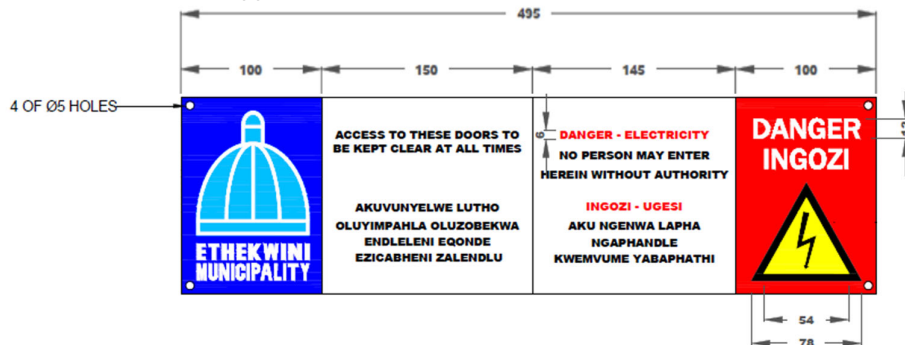 495
100
150
145
100
4 OF Ø5 HOLES
ETHEKWINI
MUNICIPALITY
ACCESS TO THESE DOORS TO
BE KEPT CLEAR AT ALL TIMES
AKUVUNYELWE LUTHO
OLUYIMPAHLA OLUZOBEKWA
ENDLELENI EQONDE
EZICABHENI ZALENDLU
6
DANGER - ELECTRICITY
NO PERSON MAY ENTER
HEREIN WITHOUT AUTHORITY
INGOZI - UGESI
AKU NGENWA LAPHA
NGAPHANDLE
KWEMVUME YABAPHATHI
DANGER
INGOZI
54
78